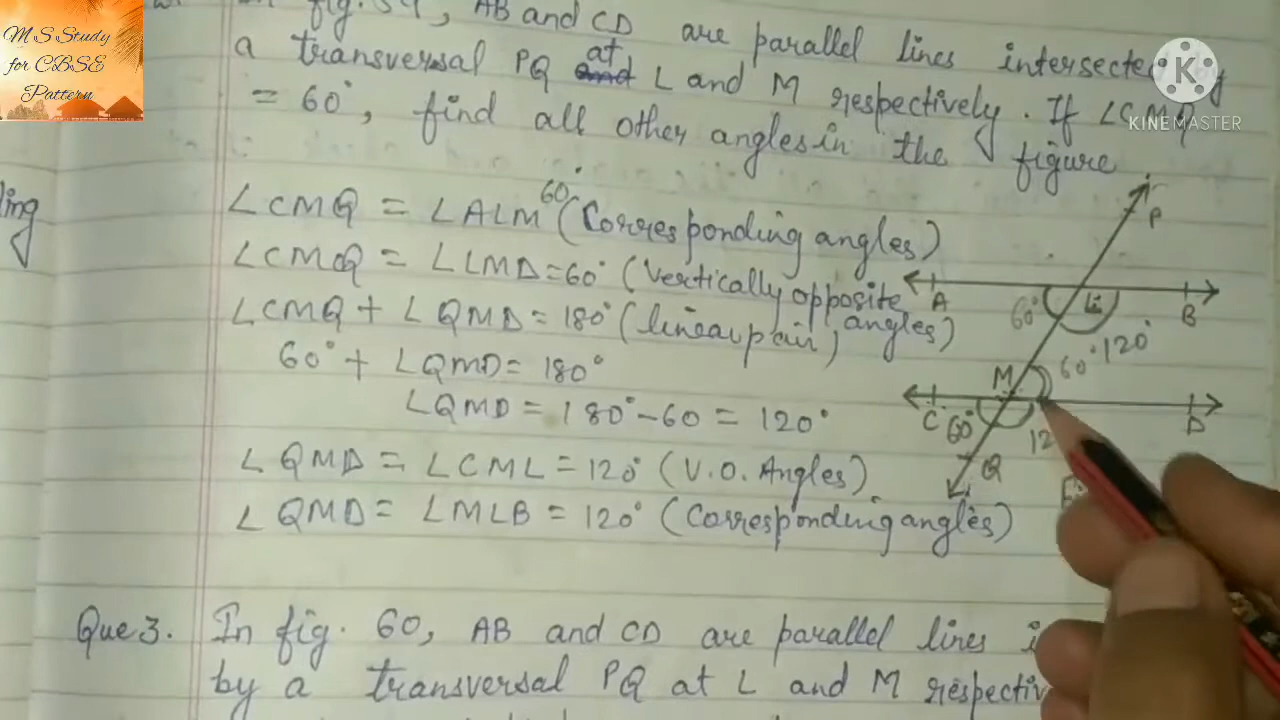 M S Study
for CBSE
Pattern
fig. 59, AB and CD are parallel lines intersected by
a transversal PQ at L and M respectively. If ∠CMQ
= 60°, find all other angles in the figure
KINEMASTER
∠CMQ = ∠ALM 60° (Corresponding angles)
∠CMQ = ∠LMD = 60° (Vertically opposite
angles)
∠CMQ + ∠QMD = 180° (linear pair)
60° + ∠QMD = 180°
∠QMD = 180° - 60 = 120°
∠QMD = ∠CML = 120° (V.O. Angles)
∠QMD = ∠MLB = 120° (Corresponding angles)
P
A
L
B
60°
120°
M
60°
C
D
60°
12
Q
Que 3. In fig. 60, AB and CD are parallel lines
by a transversal PQ at L and M